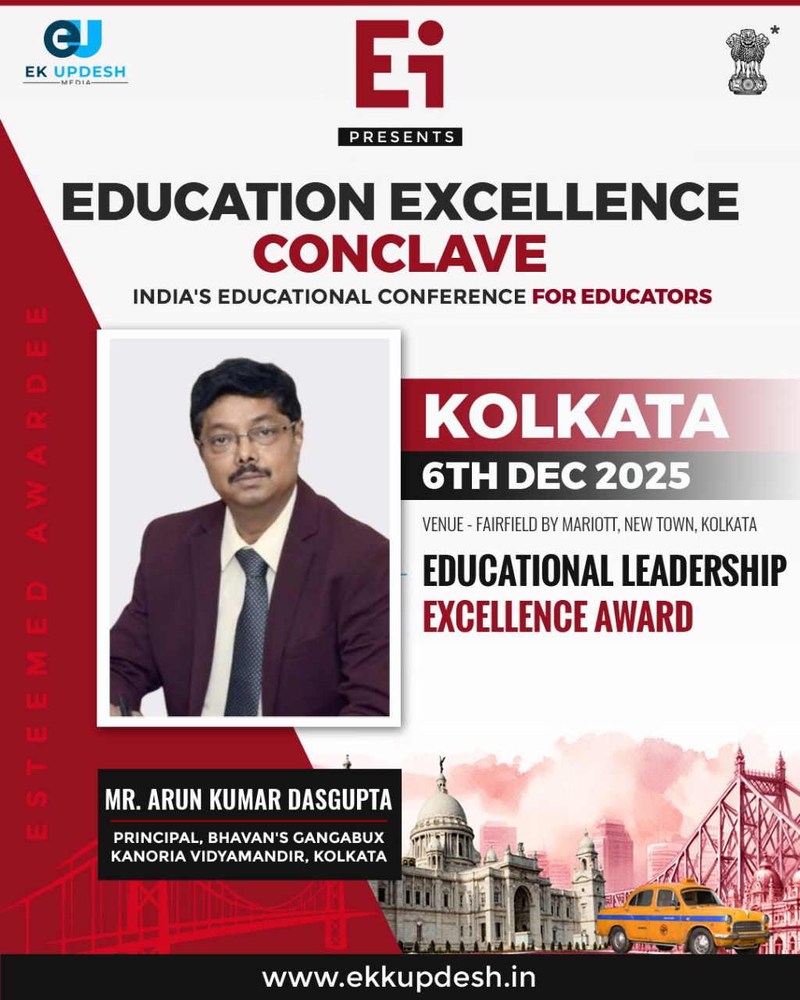 EU
EK UPDESH
MEDIA
Ei
*
PRESENTS
EDUCATION EXCELLENCE
CONCLAVE
INDIA'S EDUCATIONAL CONFERENCE FOR EDUCATORS
ESTEEMED AWARDEE
KOLKATA
6TH DEC 2025
VENUE - FAIRFIELD BY MARIOTT, NEW TOWN, KOLKATA
EDUCATIONAL LEADERSHIP
EXCELLENCE AWARD
MR. ARUN KUMAR DASGUPTA
PRINCIPAL, BHAVAN'S GANGABUX
KANORIA VIDYAMANDIR, KOLKATA
www.ekkupdesh.in